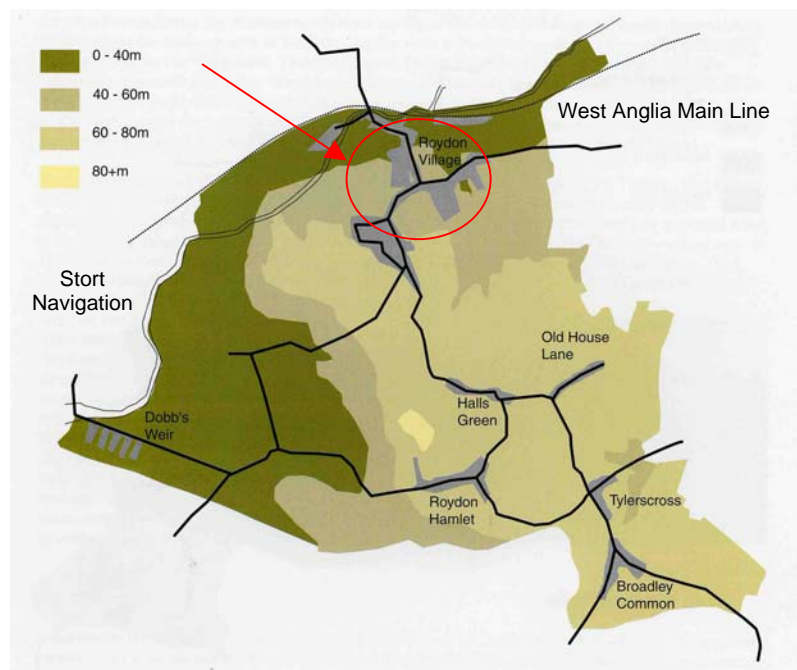 0 - 40m
40 - 60m
60 - 80m
80+m
West Anglia Main Line
Roydon
Village
Stort
Navigation
Old House
Lane
Halls
Green
Dobb's
Weir
Roydon
Hamlet
Tylerscross
Broadley
Common